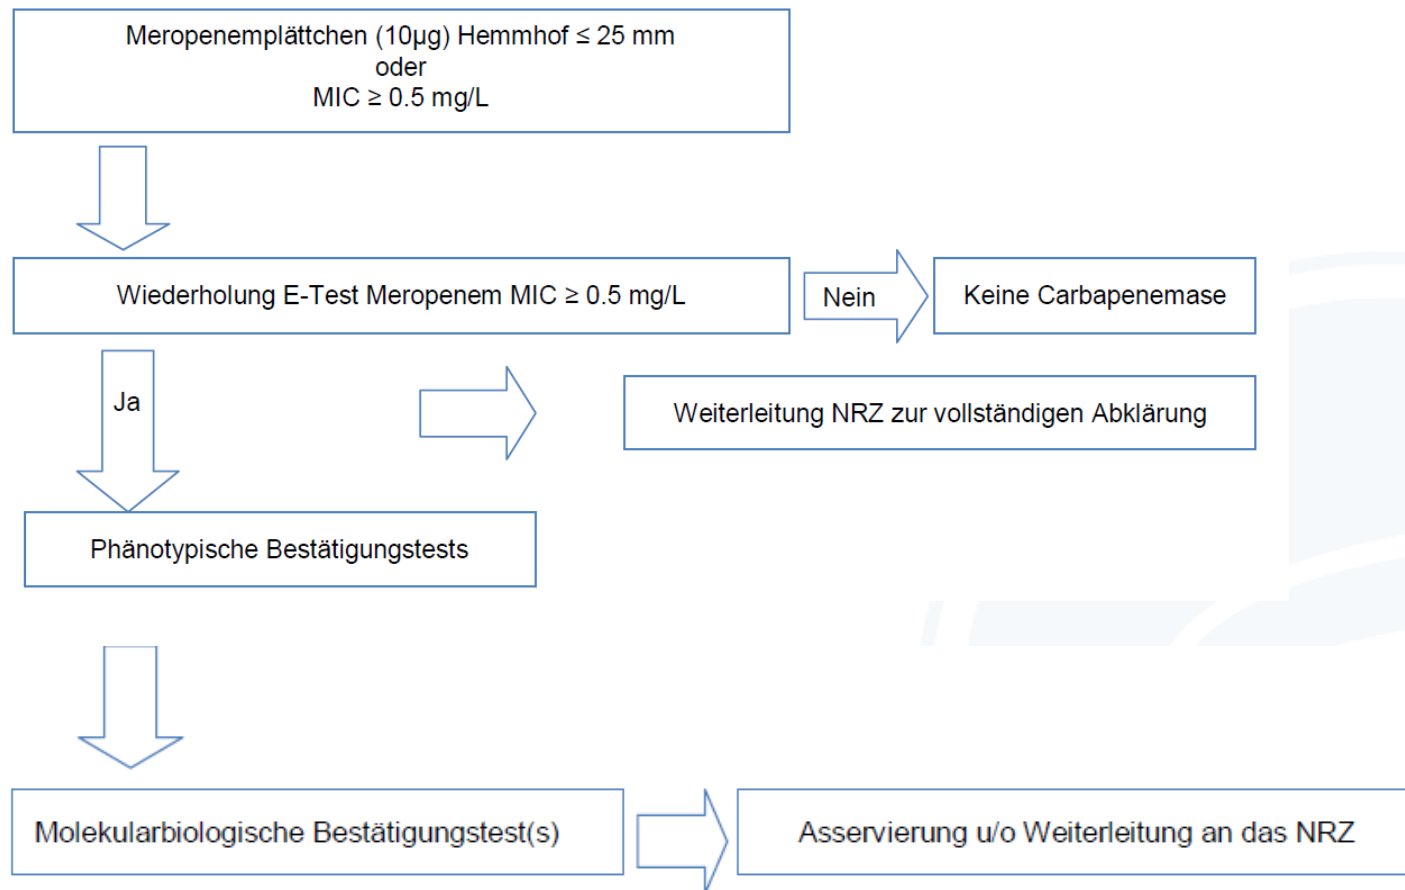 Meropenemplättchen (10µg) Hemmhof ≤ 25 mm
oder
MIC ≥ 0.5 mg/L
Wiederholung E-Test Meropenem MIC ≥ 0.5 mg/L
Nein
Keine Carbapenemase
Ja
Weiterleitung NRZ zur vollständigen Abklärung
Phänotypische Bestätigungstests
Molekularbiologische Bestätigungstest(s)
Asservierung u/o Weiterleitung an das NRZ